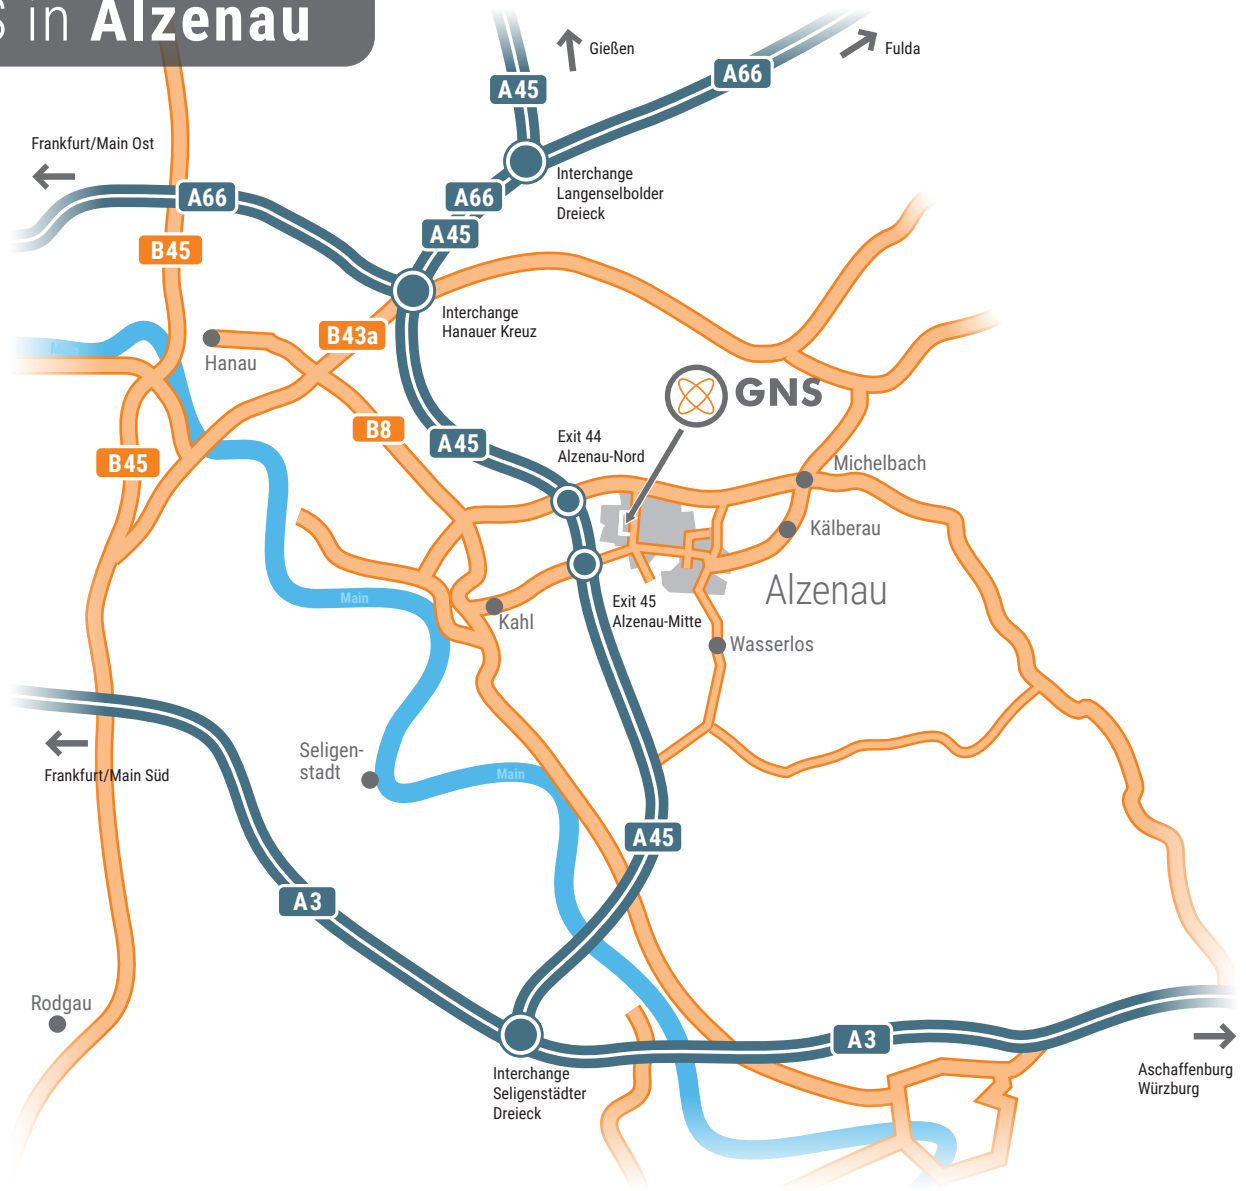 S in Alzenau
Gießen
Fulda
A66
A45
Frankfurt/Main Ost
Interchange
Langenselbolder
Dreieck
A66
A66
A45
B45
Interchange
Hanauer Kreuz
B43a
Main
Hanau
GNS
B8
A45
Exit 44
Alzenau-Nord
B45
Michelbach
Kälberau
Alzenau
Main
Exit 45
Alzenau-Mitte
Kahl
Wasserlos
Seligen-
stadt
Frankfurt/Main Süd
Main
A45
A3
Rodgau
A3
Interchange
Seligenstädter
Dreieck
Aschaffenburg
Würzburg